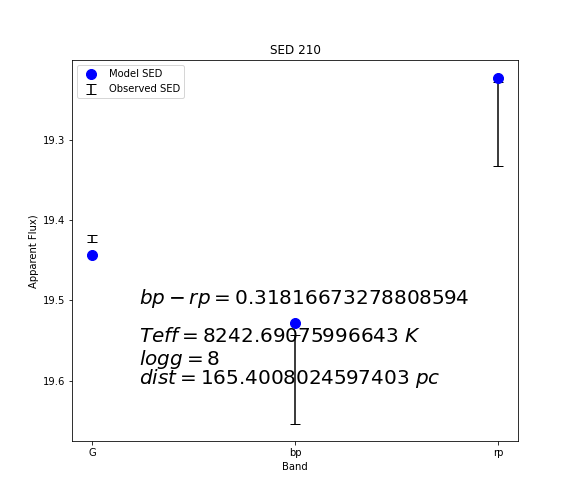 SED 210
Model SED
Observed SED
19.3
19.4
19.5
19.6
Apparent Flux)
bp − rp = 0.31816673278808594
Teff = 8242.69075996643 K
logg = 8
dist = 165.4008024597403 pc
G
bp
rp
Band